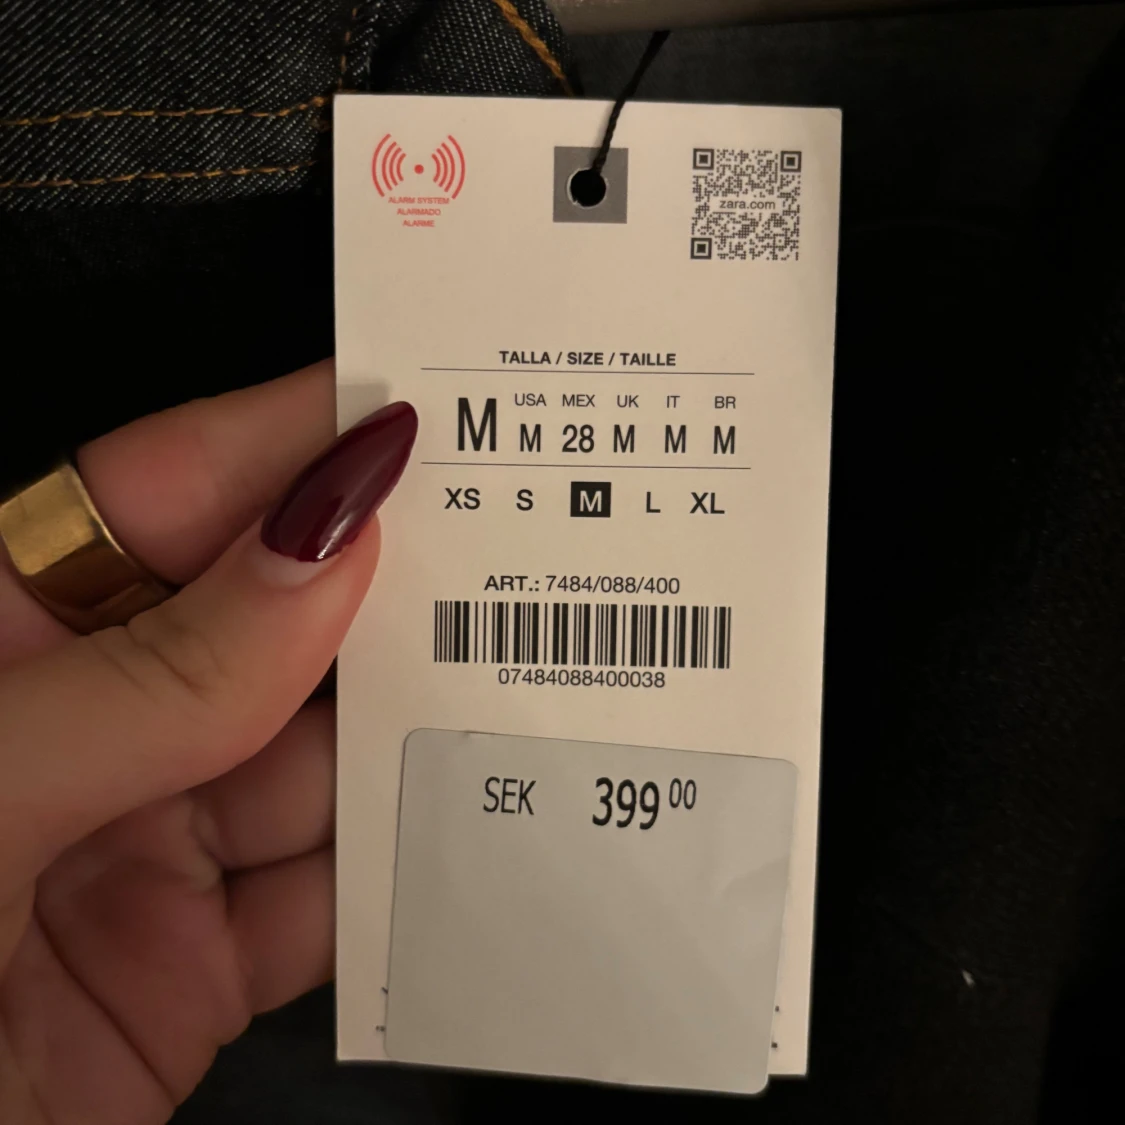 ALARM SYSTEM
ALARMADO
ALARME
zara.com
TALLA / SIZE / TAILLE
USA MEX UK IT BR
M M 28 M M M
XS S M L XL
ART.: 7484/088/400
07484088400038
SEK 399 00